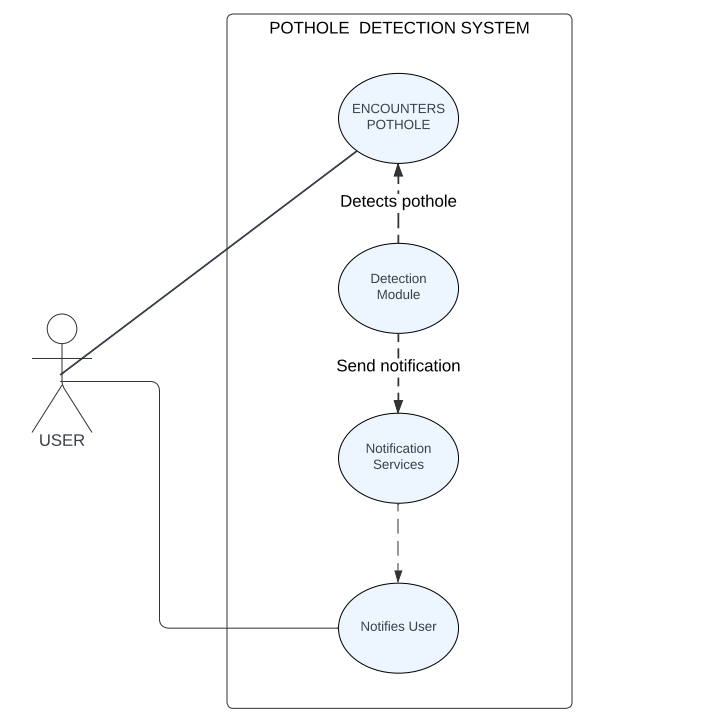 POTHOLE  DETECTION SYSTEM
ENCOUNTERS
POTHOLE
Detects pothole
Detection
Module
Send notification
USER
Notification
Services
Notifies User